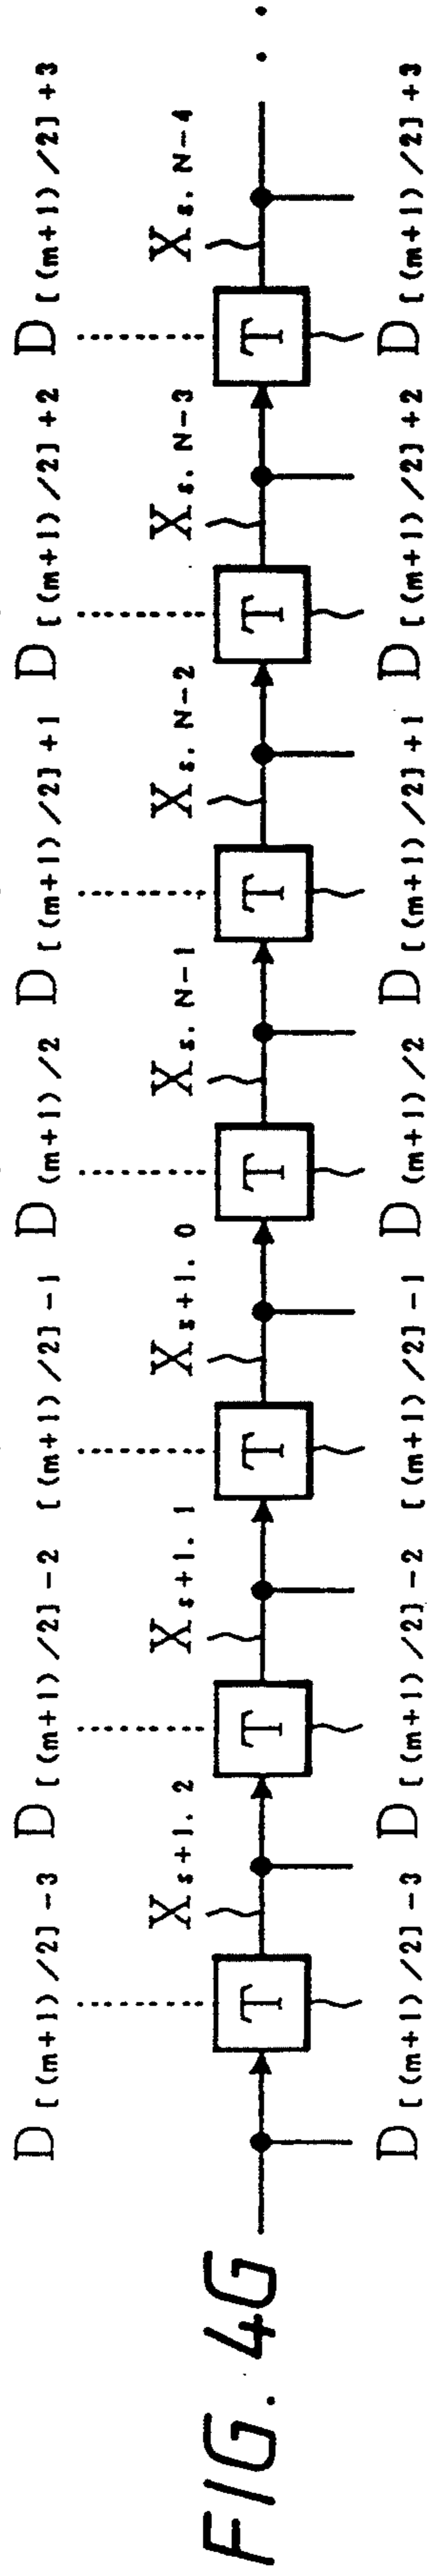 D[(m+1)/2]-3 D[(m+1)/2]-2 [(m+1)/2]-1 D(m+1)/2 D[(m+1)/2]+1 D[(m+1)/2]+2 D[(m+1)/2]+3
Xs+1.2 Xs+1.1 Xs+1.0 Xs.N-1 Xs.N-2 Xs.N-3 Xs.N-4
FIG. 4G T T T T T T T
D[(m+1)/2]-3 D[(m+1)/2]-2 [(m+1)/2]-1 D(m+1)/2 D[(m+1)/2]+1 D[(m+1)/2]+2 D[(m+1)/2]+3